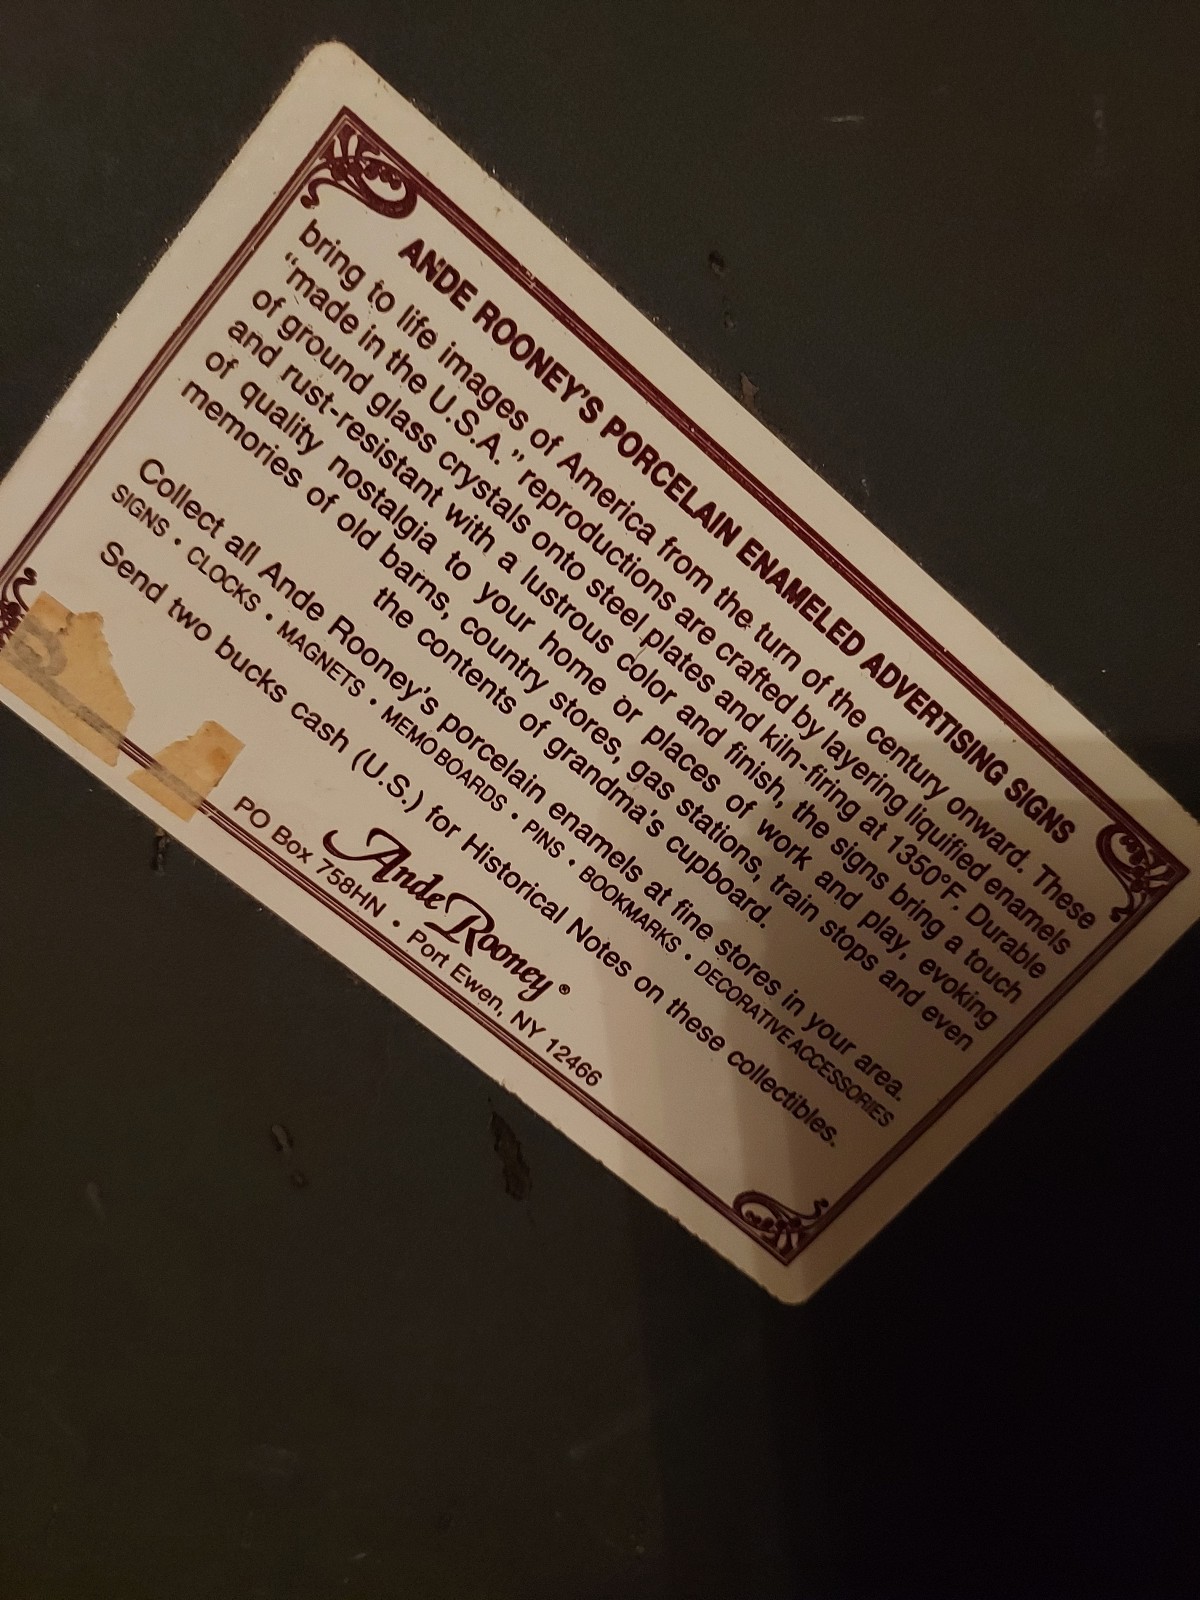 ANDE ROONEY'S PORCELAIN ENAMELED ADVERTISING SIGNS
bring to life images of America from the turn of the century onward. These
"made in the U.S.A." reproductions are crafted by layering liquified enamels
of ground glass crystals onto steel plates and kiln-firing at 1350°F. Durable
and rust-resistant with a lustrous color and finish, the signs bring a touch
of quality nostalgia to your home or places of work and play, evoking
memories of old barns, country stores, gas stations, train stops and even
the contents of grandma's cupboard.
Collect all Ande Rooney's porcelain enamels at fine stores in your area.
SIGNS • CLOCKS • MAGNETS • MEMO BOARDS • PINS • BOOKMARKS • DECORATIVE ACCESSORIES
Send two bucks cash (U.S.) for Historical Notes on these collectibles.
Ande Rooney®
PO Box 758HN • Port Ewen, NY 12466